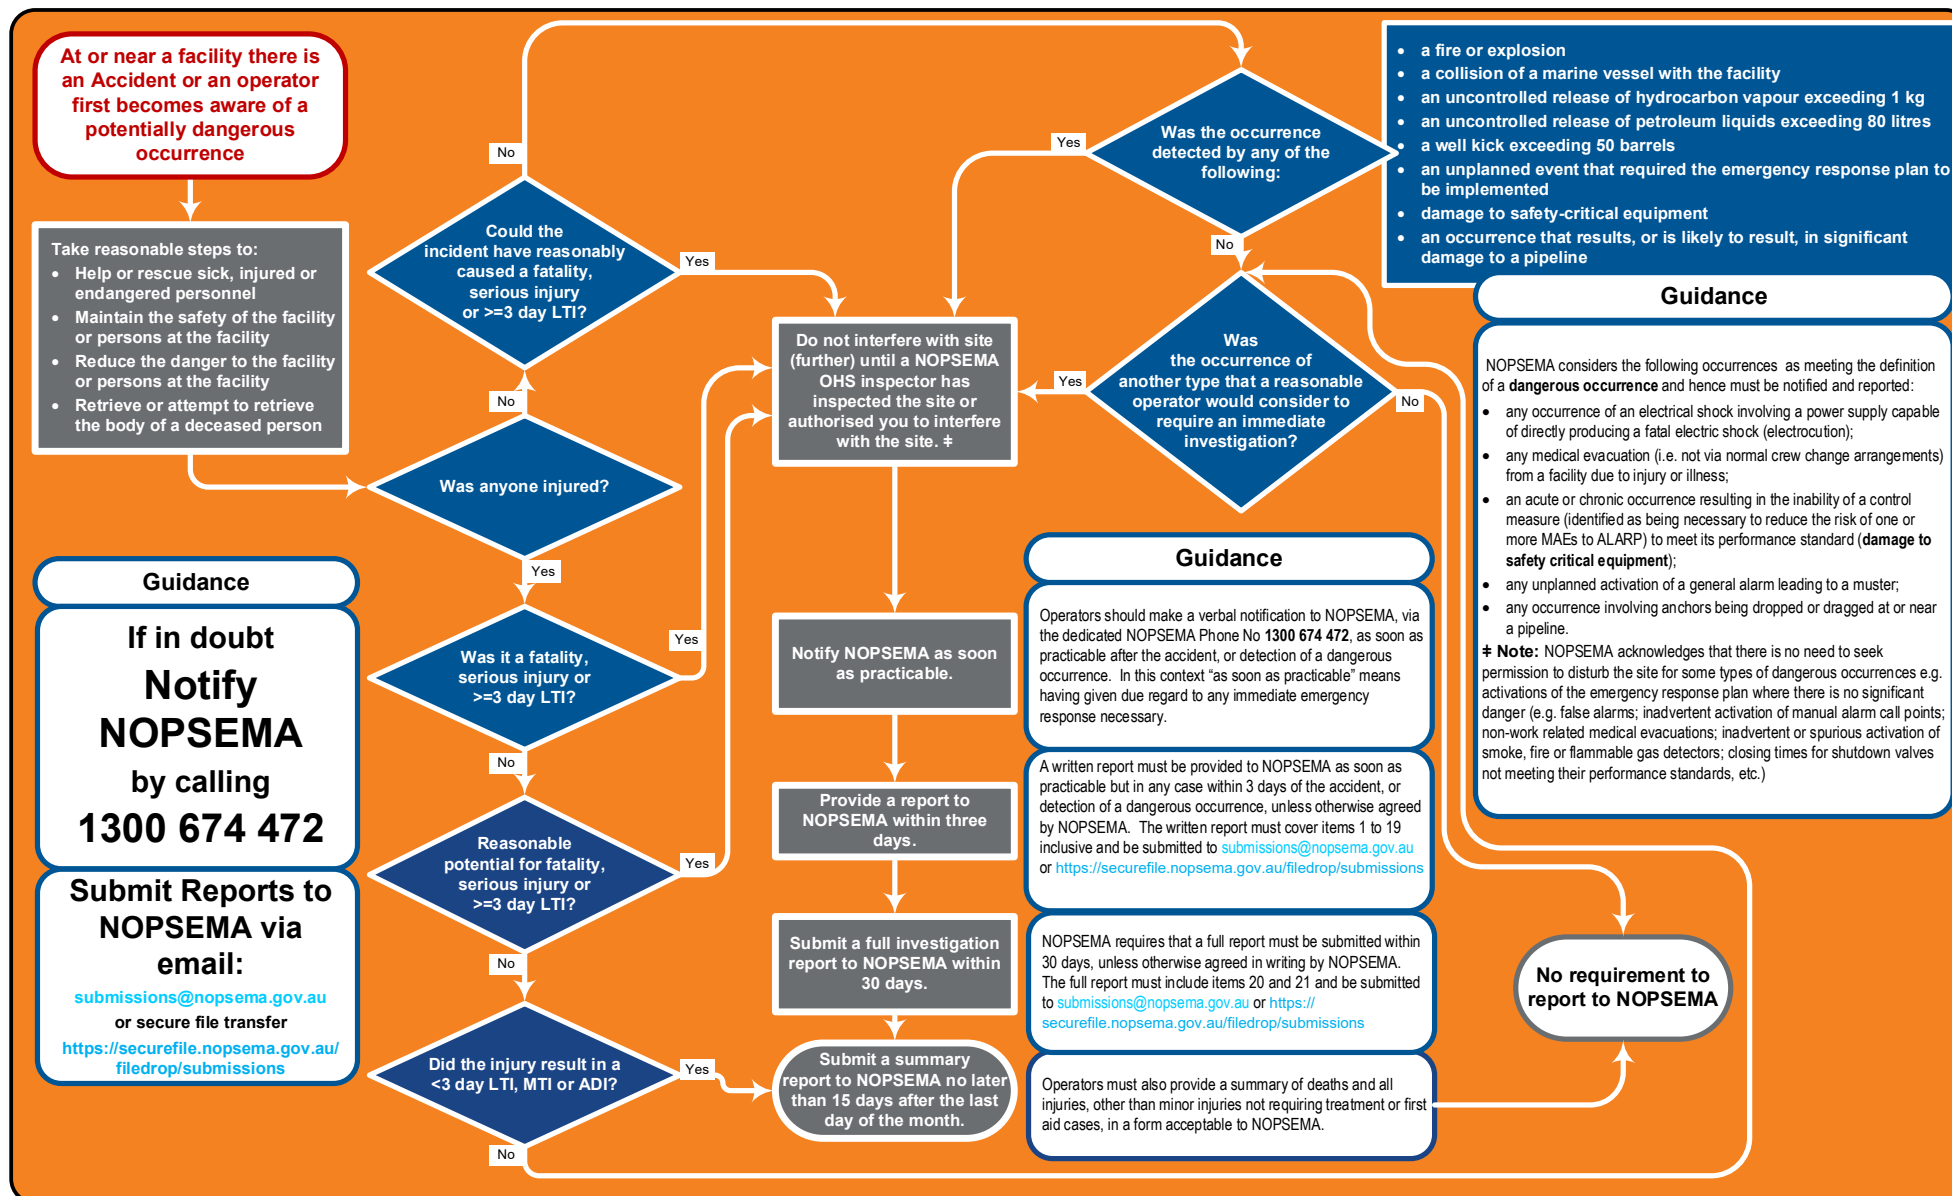 At or near a facility there is
an Accident or an operator
first becomes aware of a
potentially dangerous
occurrence
Take reasonable steps to:
• Help or rescue sick, injured or
endangered personnel
• Maintain the safety of the facility
or persons at the facility
• Reduce the danger to the facility
or persons at the facility
• Retrieve or attempt to retrieve
the body of a deceased person
Guidance
If in doubt
Notify
NOPSEMA
by calling
1300 674 472
Submit Reports to
NOPSEMA via
email:
submissions@nopsema.gov.au
or secure file transfer
https://securefile.nopsema.gov.au/
filedrop/submissions
No
Could the
incident have reasonably
caused a fatality,
serious injury
or >=3 day LTI?
Yes
No
Was anyone injured?
Yes
Was it a fatality,
serious injury or
>=3 day LTI?
Yes
No
Reasonable
potential for fatality,
serious injury or
>=3 day LTI?
Yes
No
Did the injury result in a
<3 day LTI, MTI or ADI?
Yes
No
Do not interfere with site
(further) until a NOPSEMA
OHS inspector has
inspected the site or
authorised you to interfere
with the site. ǂ
Notify NOPSEMA as soon
as practicable.
Provide a report to
NOPSEMA within three
days.
Submit a full investigation
report to NOPSEMA within
30 days.
Submit a summary
report to NOPSEMA no later
than 15 days after the last
day of the month.
Yes
Was the occurrence
detected by any of the
following:
No
Yes
Was
the occurrence of
another type that a reasonable
operator would consider to
require an immediate
investigation?
No
• a fire or explosion
• a collision of a marine vessel with the facility
• an uncontrolled release of hydrocarbon vapour exceeding 1 kg
• an uncontrolled release of petroleum liquids exceeding 80 litres
• a well kick exceeding 50 barrels
• an unplanned event that required the emergency response plan to
be implemented
• damage to safety-critical equipment
• an occurrence that results, or is likely to result, in significant
damage to a pipeline
Guidance
NOPSEMA considers the following occurrences as meeting the definition
of a dangerous occurrence and hence must be notified and reported:
• any occurrence of an electrical shock involving a power supply capable
of directly producing a fatal electric shock (electrocution);
• any medical evacuation (i.e. not via normal crew change arrangements)
from a facility due to injury or illness;
• an acute or chronic occurrence resulting in the inability of a control
measure (identified as being necessary to reduce the risk of one or
more MAEs to ALARP) to meet its performance standard (damage to
safety critical equipment);
• any unplanned activation of a general alarm leading to a muster;
• any occurrence involving anchors being dropped or dragged at or near
a pipeline.
ǂ Note: NOPSEMA acknowledges that there is no need to seek
permission to disturb the site for some types of dangerous occurrences e.g.
activations of the emergency response plan where there is no significant
danger (e.g. false alarms; inadvertent activation of manual alarm call points;
non-work related medical evacuations; inadvertent or spurious activation of
smoke, fire or flammable gas detectors; closing times for shutdown valves
not meeting their performance standards, etc.)
Guidance
Operators should make a verbal notification to NOPSEMA, via
the dedicated NOPSEMA Phone No 1300 674 472, as soon as
practicable after the accident, or detection of a dangerous
occurrence. In this context “as soon as practicable” means
having given due regard to any immediate emergency
response necessary.
A written report must be provided to NOPSEMA as soon as
practicable but in any case within 3 days of the accident, or
detection of a dangerous occurrence, unless otherwise agreed
by NOPSEMA. The written report must cover items 1 to 19
inclusive and be submitted to submissions@nopsema.gov.au
or https://securefile.nopsema.gov.au/filedrop/submissions
NOPSEMA requires that a full report must be submitted within
30 days, unless otherwise agreed in writing by NOPSEMA.
The full report must include items 20 and 21 and be submitted
to submissions@nopsema.gov.au or https://
securefile.nopsema.gov.au/filedrop/submissions
Operators must also provide a summary of deaths and all
injuries, other than minor injuries not requiring treatment or first
aid cases, in a form acceptable to NOPSEMA.
No requirement to
report to NOPSEMA